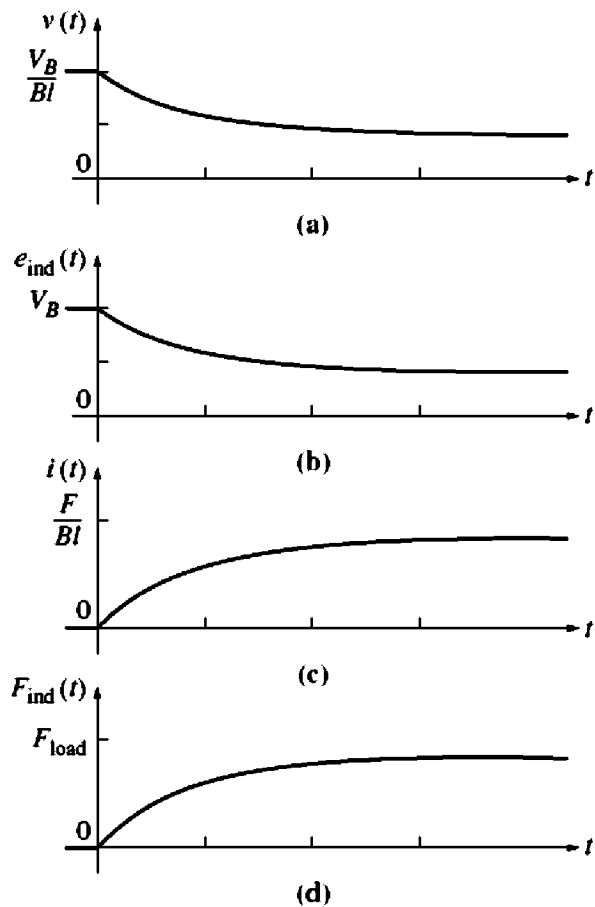 v(t)
V_B
Bl
0
t
(a)
e_ind(t)
V_B
0
t
(b)
i(t)
F
Bl
0
t
(c)
F_ind(t)
F_load
0
t
(d)